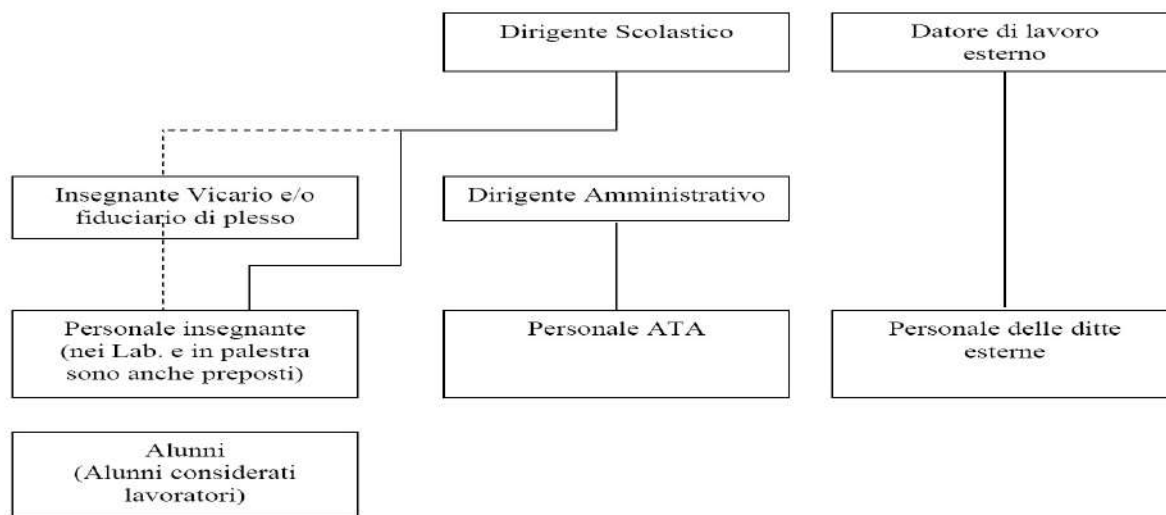 Dirigente Scolastico
Datore di lavoro
esterno
Insegnante Vicario e/o
fiduciario di plesso
Dirigente Amministrativo
Personale insegnante
(nei Lab. e in palestra
sono anche preposti)
Personale ATA
Personale delle ditte
esterne
Alunni
(Alunni considerati
lavoratori)